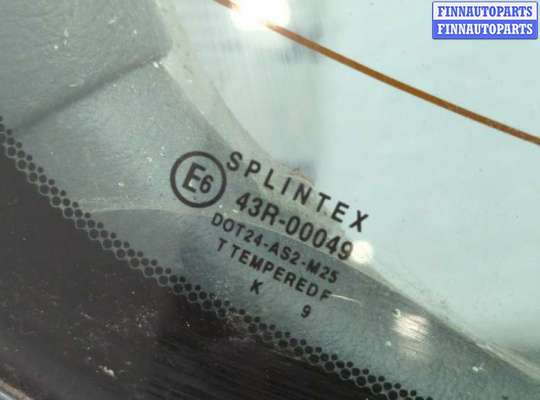 FINNAUTOPARTS
FINNAUTOPARTS
SPLINTEX
E6 43R-00049
DOT24-AS2-M25
T TEMPERED F
K 9